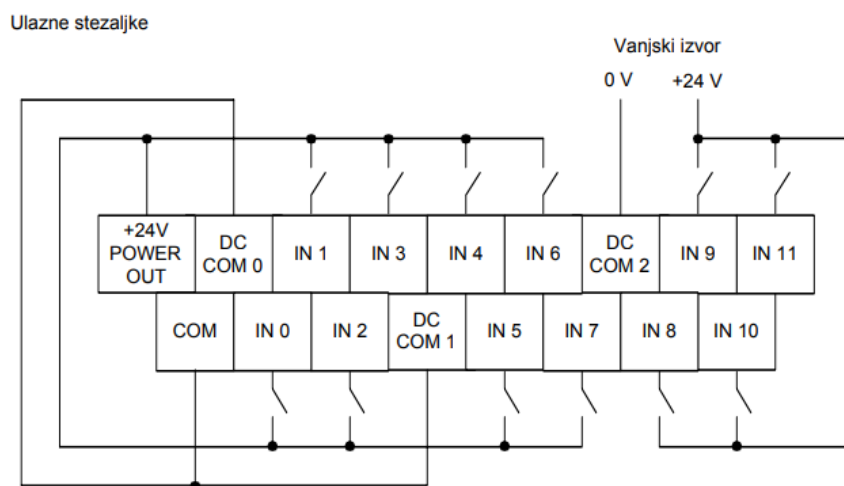 Ulazne stezaljke
Vanjski izvor
0 V +24 V
+24V
POWER
OUT
DC
COM 0
IN 1
IN 3
IN 4
IN 6
DC
COM 2
IN 9
IN 11
COM
IN 0
IN 2
DC
COM 1
IN 5
IN 7
IN 8
IN 10